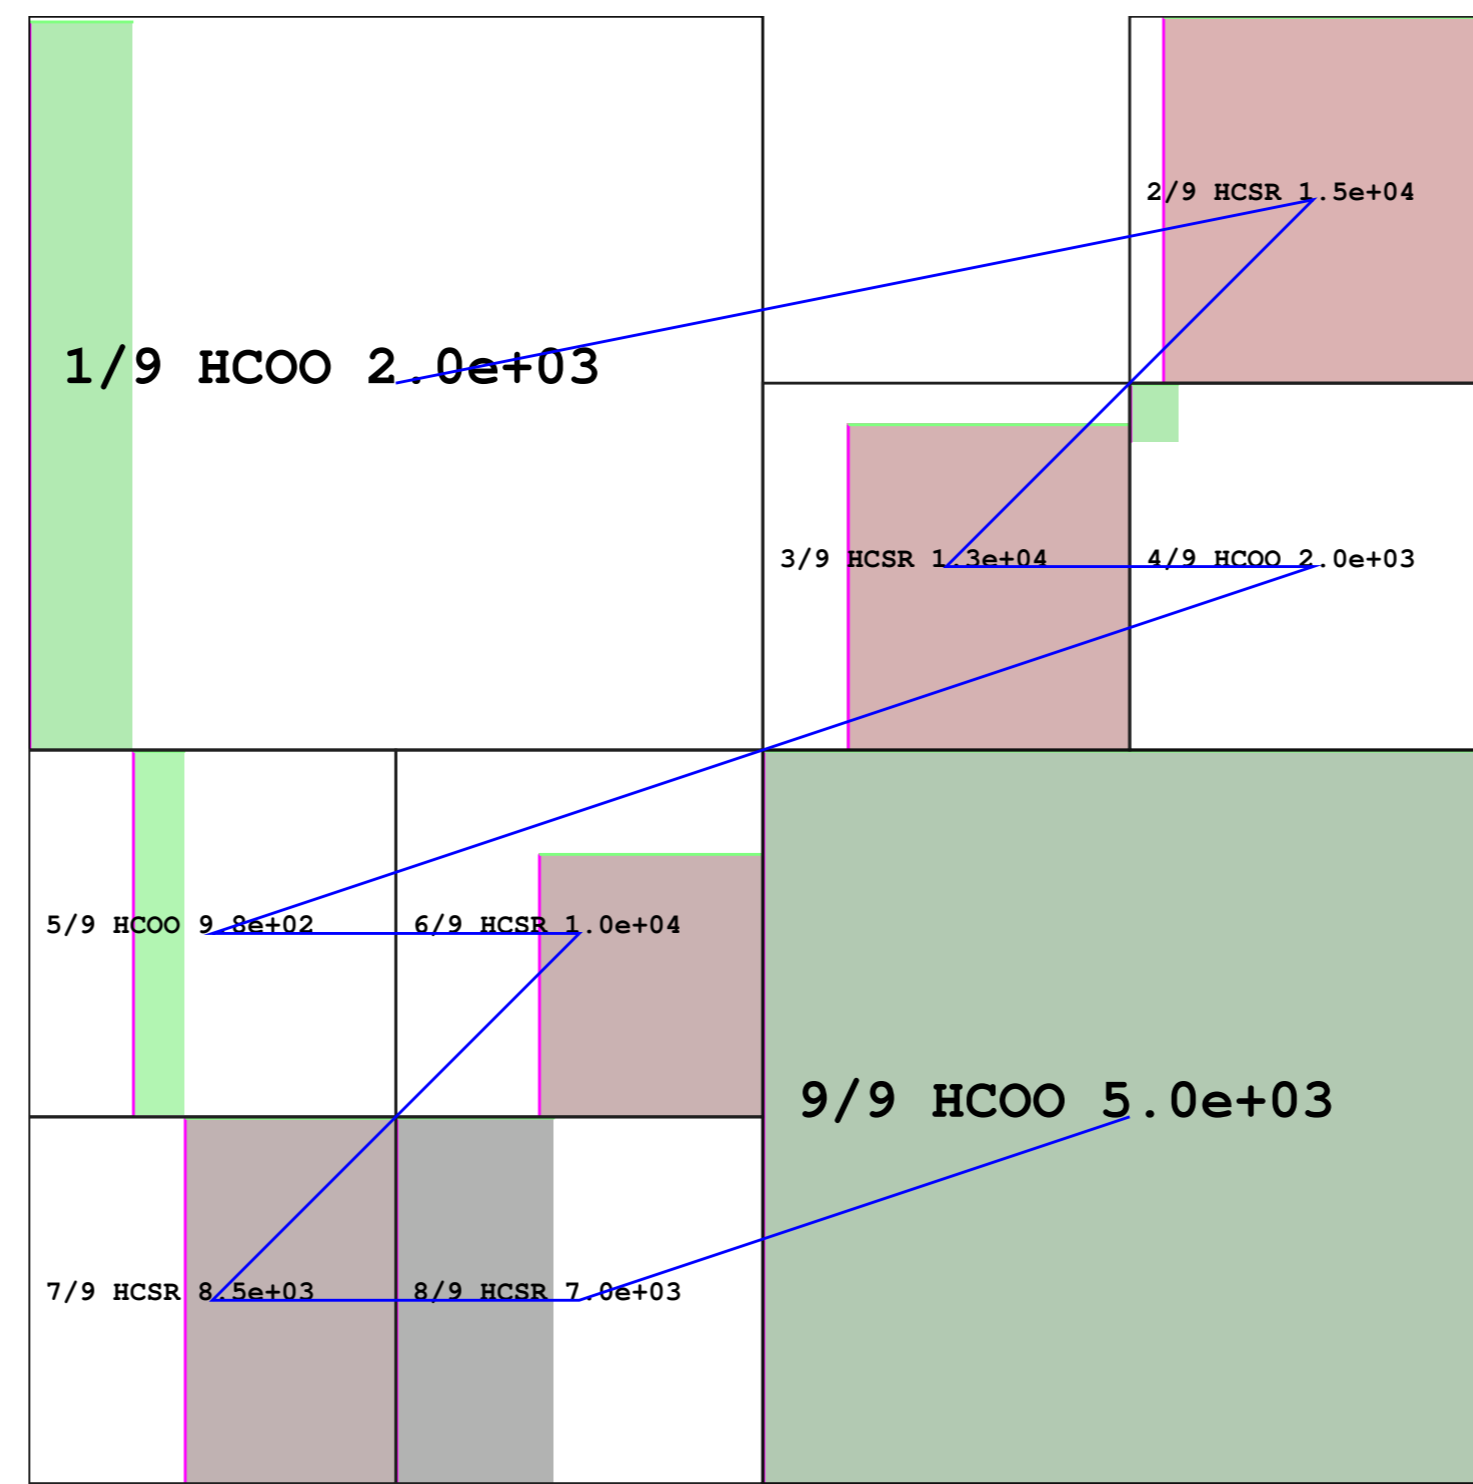 2/9 HCSR 1.5e+04
1/9 HCOO 2.0e+03
3/9 HCSR 1.3e+04
4/9 HCOO 2.0e+03
5/9 HCOO 9.8e+02
6/9 HCSR 1.0e+04
9/9 HCOO 5.0e+03
7/9 HCSR 8.5e+03
8/9 HCSR 7.0e+03